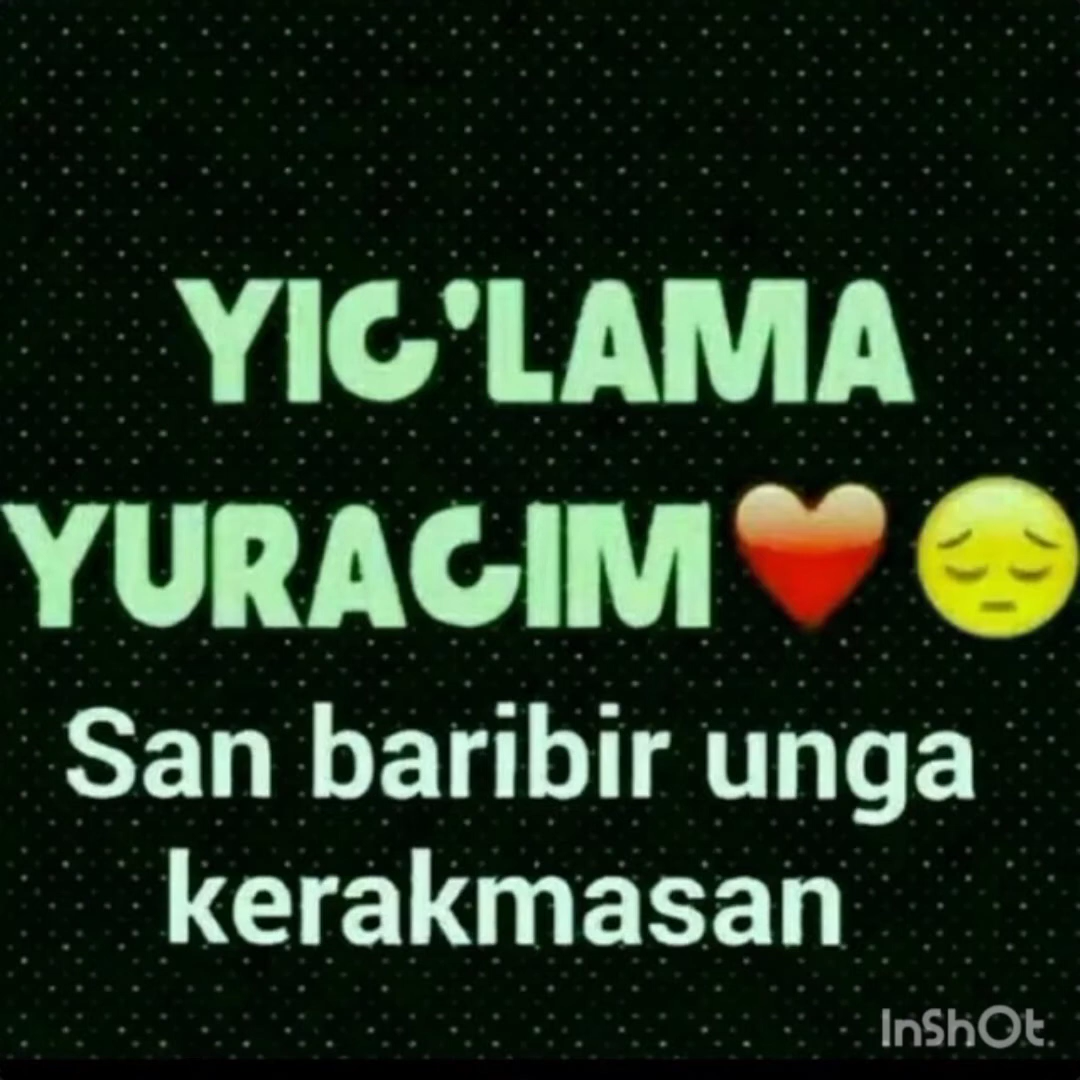 YIG'LAMA
YURAGIM❤️😔
San baribir unga
kerakmasan
InShOt